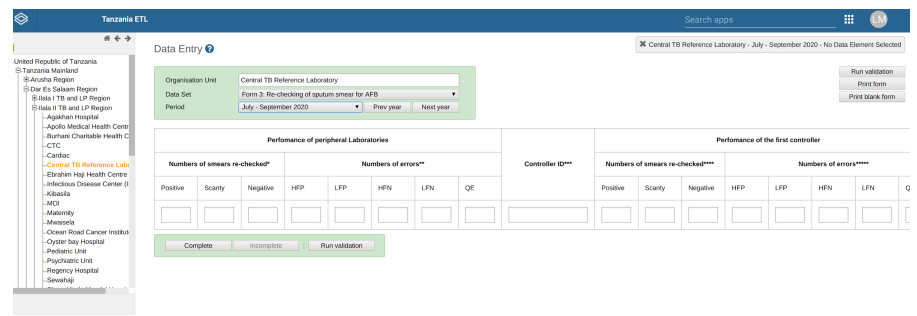 Tanzania ETL
Search apps
LM
Data Entry
Central TB Reference Laboratory - July - September 2020 - No Data Element Selected
United Republic of Tanzania
Tanzania Mainland
Arusha Region
Dar Es Salaam Region
Ilala I TB and LP Region
Ilala II TB and LP Region
Agakhan Hospital
Apollo Medical Health Centr
Burhani Charitable Health C
CTC
Cardiac
Central TB Reference Labo
Ebrahim Haji Health Centre
Infectious Disease Center (I
Kibasila
MOI
Maternity
Mwaisela
Ocean Road Cancer Institut
Oyster bay Hospital
Pediatric Unit
Psychiatric Unit
Regency Hospital
Sewahaji
Organisation Unit Central TB Reference Laboratory
Data Set Form 3: Re-checking of sputum smear for AFB
Period July - September 2020 Prev year Next year
Run validation
Print form
Print blank form
Perfomance of peripheral Laboratories Controller ID*** Perfomance of the first controller
Numbers of smears re-checked* Numbers of errors** Numbers of smears re-checked**** Numbers of errors*****
Positive Scanty Negative HFP LFP HFN LFN QE Positive Scanty Negative HFP LFP HFN LFN Q
Complete Incomplete | Run validation